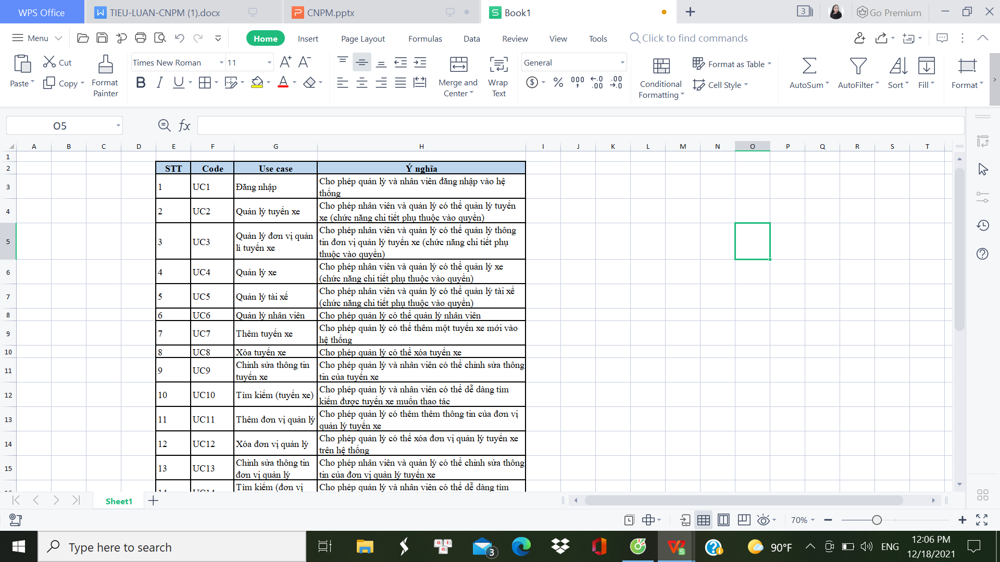 WPS Office
TIEU-LUAN-CNPM (1).docx
CNPM.pptx
Book1
3
Go Premium
Menu
Home
Insert
Page Layout
Formulas
Data
Review
View
Tools
Click to find commands
Paste
Cut
Copy
Format Painter
Times New Roman
11
Merge and Center
Wrap Text
General
Conditional Formatting
Format as Table
Cell Style
AutoSum
AutoFilter
Sort
Fill
Format
O5
A B C D E F G H I J K L M N O P Q R S T
1
2 STT Code Use case Ý nghĩa
3 1 UC1 Đăng nhập Cho phép quản lý và nhân viên đăng nhập vào hệ
thống
4 2 UC2 Quản lý tuyến xe Cho phép nhân viên và quản lý có thể quản lý tuyến
xe (chức năng chi tiết phụ thuộc vào quyền)
5 3 UC3 Quản lý đơn vị quản
lí tuyến xe Cho phép nhân viên và quản lý có thể quản lý thông
tin đơn vị quản lý tuyến xe (chức năng chi tiết phụ
thuộc vào quyền)
6 4 UC4 Quản lý xe Cho phép nhân viên và quản lý có thể quản lý xe
(chức năng chi tiết phụ thuộc vào quyền)
7 5 UC5 Quản lý tài xế Cho phép nhân viên và quản lý có thể quản lý tài xế
(chức năng chi tiết phụ thuộc vào quyền)
8 6 UC6 Quản lý nhân viên Cho phép quản lý có thể quản lý nhân viên
9 7 UC7 Thêm tuyến xe Cho phép quản lý có thể thêm một tuyến xe mới vào
hệ thống
10 8 UC8 Xóa tuyến xe Cho phép quản lý có thể xóa tuyến xe
11 9 UC9 Chỉnh sửa thông tin
tuyến xe Cho phép quản lý và nhân viên có thể chỉnh sửa thông
tin của tuyến xe
12 10 UC10 Tìm kiếm (tuyến xe) Cho phép quản lý và nhân viên có thể dễ dàng tìm
kiếm được tuyến xe muốn thao tác
13 11 UC11 Thêm đơn vị quản lý Cho phép quản lý có thêm thêm thông tin của đơn vị
quản lý tuyến xe
14 12 UC12 Xóa đơn vị quản lý Cho phép quản lý có thể xóa đơn vị quản lý tuyến xe
trên hệ thống
15 13 UC13 Chỉnh sửa thông tin
đơn vị quản lý Cho phép nhân viên và quản lý có thể chỉnh sửa thông
tin của đơn vị quản lý tuyến xe
16 14 UC14 Tìm kiếm (đơn vị Cho phép quản lý và nhân viên có thể dễ dàng tìm
Sheet1
70%
Type here to search
3
90°F
ENG
12:06 PM
12/18/2021